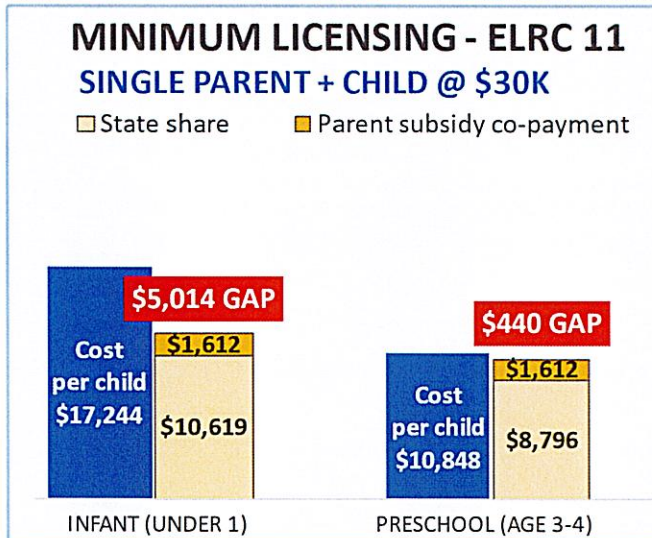 MINIMUM LICENSING - ELRC 11
SINGLE PARENT + CHILD @ $30K
State share
Parent subsidy co-payment
$5,014 GAP
Cost
per child
$17,244
$1,612
$10,619
INFANT (UNDER 1)
$440 GAP
Cost
per child
$10,848
$1,612
$8,796
PRESCHOOL (AGE 3-4)